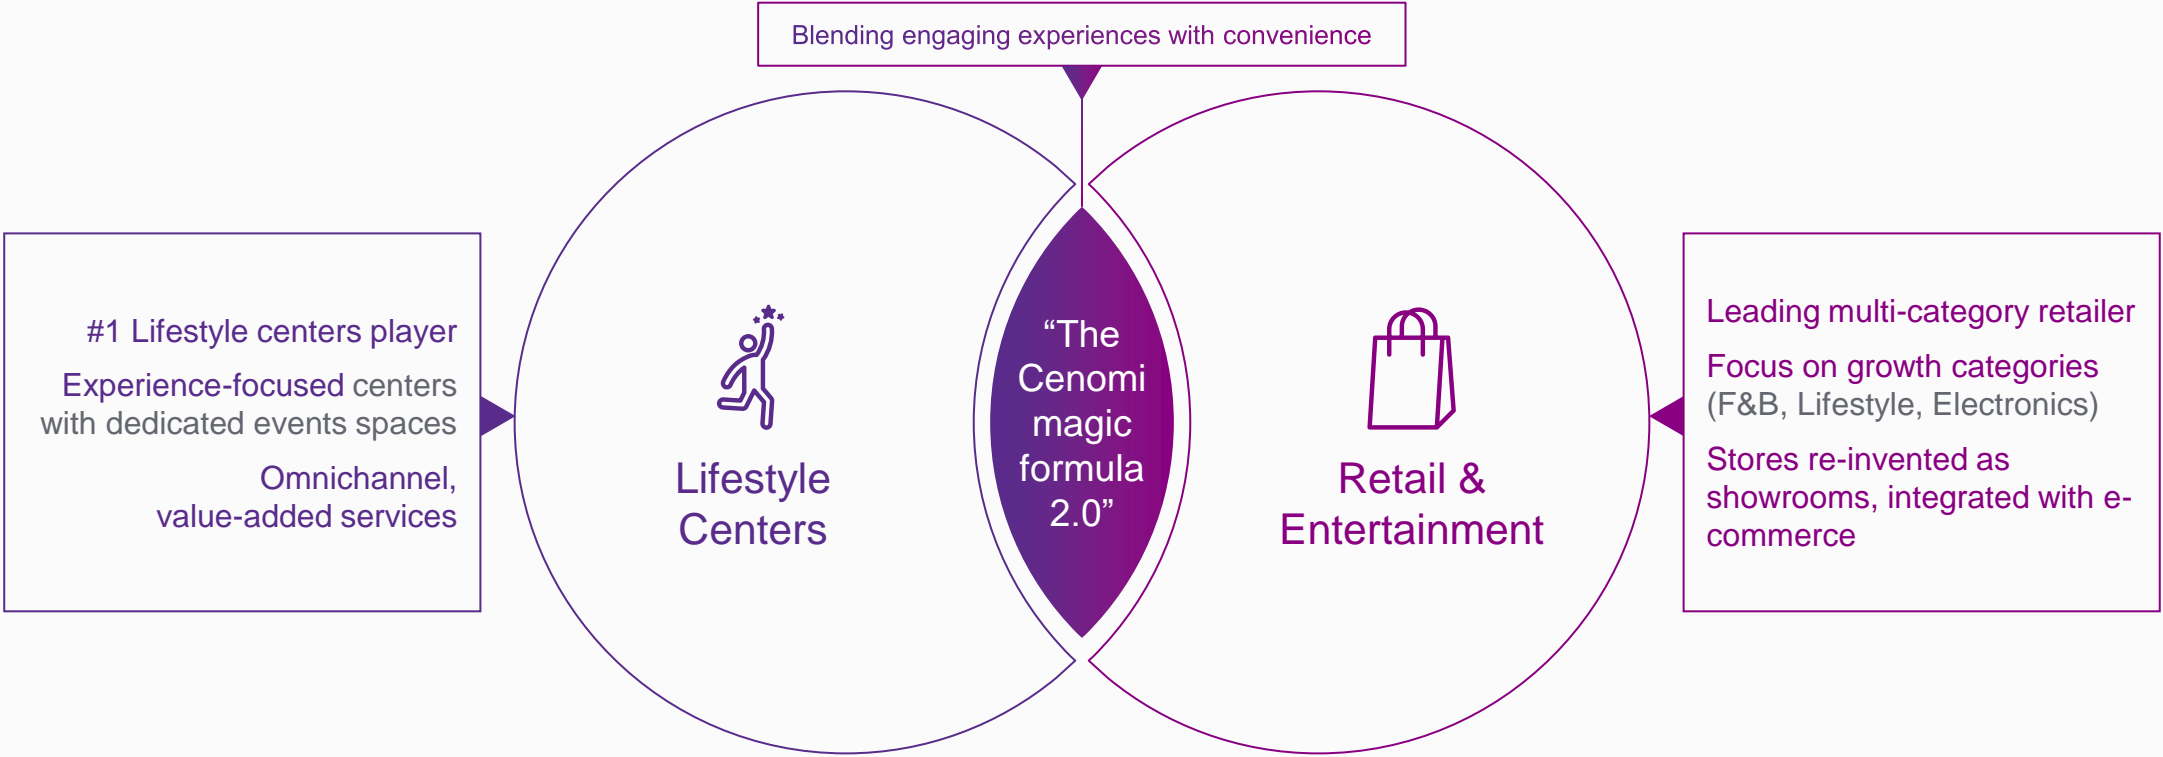 Blending engaging experiences with convenience
#1 Lifestyle centers player
Experience-focused centers
with dedicated events spaces
Omnichannel,
value-added services
Lifestyle
Centers
“The
Cenomi
magic
formula
2.0”
Retail &
Entertainment
Leading multi-category retailer
Focus on growth categories
(F&B, Lifestyle, Electronics)
Stores re-invented as
showrooms, integrated with e-
commerce